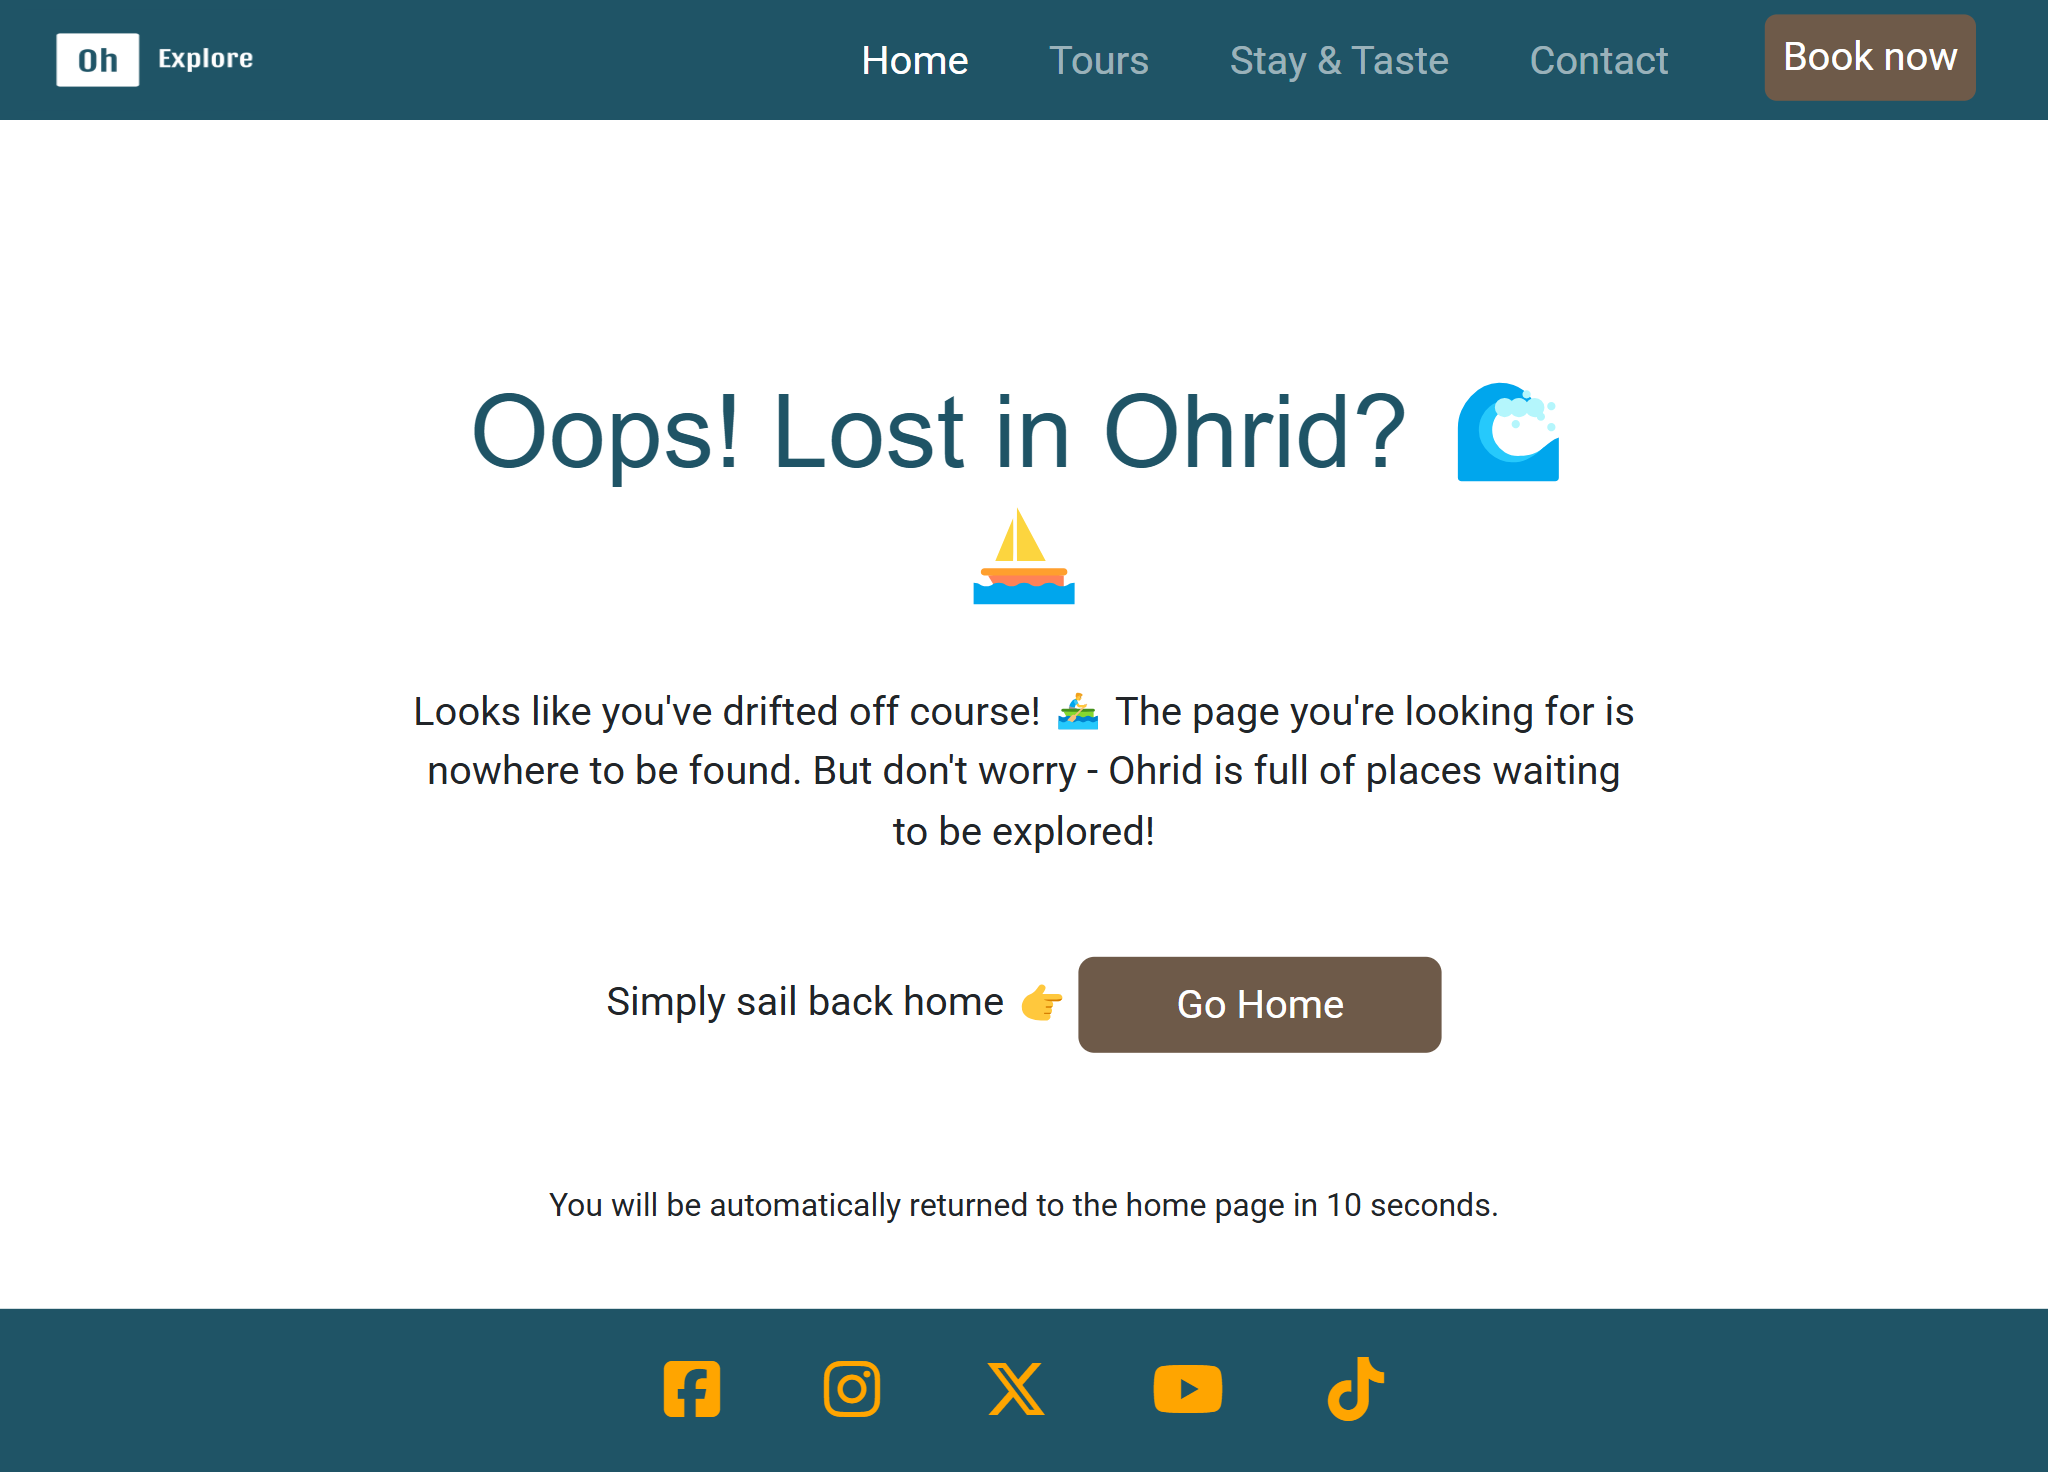 Oh Explore Home Tours Stay & Taste Contact Book now
Oops! Lost in Ohrid? 🌊
⛵
Looks like you've drifted off course! 🚣 The page you're looking for is
nowhere to be found. But don't worry - Ohrid is full of places waiting
to be explored!
Simply sail back home 👉 Go Home
You will be automatically returned to the home page in 10 seconds.